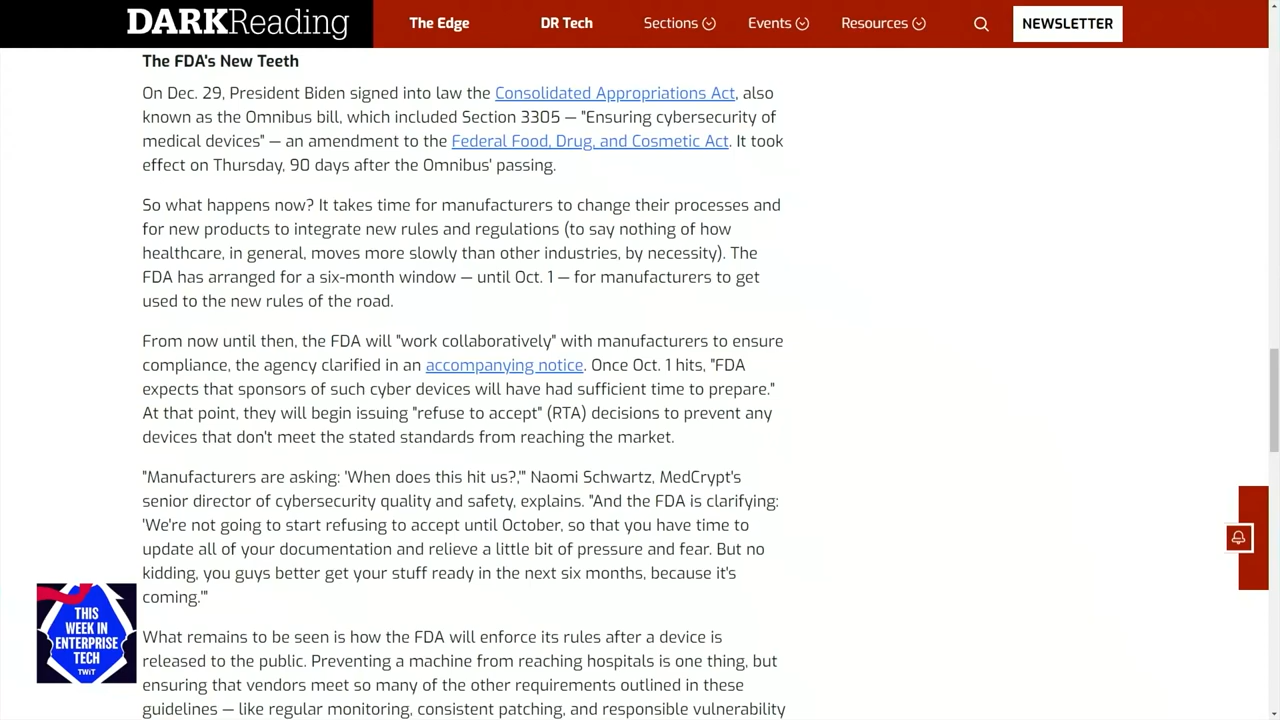 DARKReading
The Edge
DR Tech
Sections
Events
Resources
NEWSLETTER
The FDA's New Teeth
On Dec. 29, President Biden signed into law the Consolidated Appropriations Act, also
known as the Omnibus bill, which included Section 3305 — "Ensuring cybersecurity of
medical devices" — an amendment to the Federal Food, Drug, and Cosmetic Act. It took
effect on Thursday, 90 days after the Omnibus' passing.
So what happens now? It takes time for manufacturers to change their processes and
for new products to integrate new rules and regulations (to say nothing of how
healthcare, in general, moves more slowly than other industries, by necessity). The
FDA has arranged for a six-month window — until Oct. 1 — for manufacturers to get
used to the new rules of the road.
From now until then, the FDA will "work collaboratively" with manufacturers to ensure
compliance, the agency clarified in an accompanying notice. Once Oct. 1 hits, "FDA
expects that sponsors of such cyber devices will have had sufficient time to prepare."
At that point, they will begin issuing "refuse to accept" (RTA) decisions to prevent any
devices that don't meet the stated standards from reaching the market.
"Manufacturers are asking: 'When does this hit us?,'" Naomi Schwartz, MedCrypt's
senior director of cybersecurity quality and safety, explains. "And the FDA is clarifying:
'We're not going to start refusing to accept until October, so that you have time to
update all of your documentation and relieve a little bit of pressure and fear. But no
kidding, you guys better get your stuff ready in the next six months, because it's
coming.'"
What remains to be seen is how the FDA will enforce its rules after a device is
released to the public. Preventing a machine from reaching hospitals is one thing, but
ensuring that vendors meet so many of the other requirements outlined in these
guidelines — like regular monitoring, consistent patching, and responsible vulnerability
THIS
WEEK IN
ENTERPRISE
TECH
TWiT